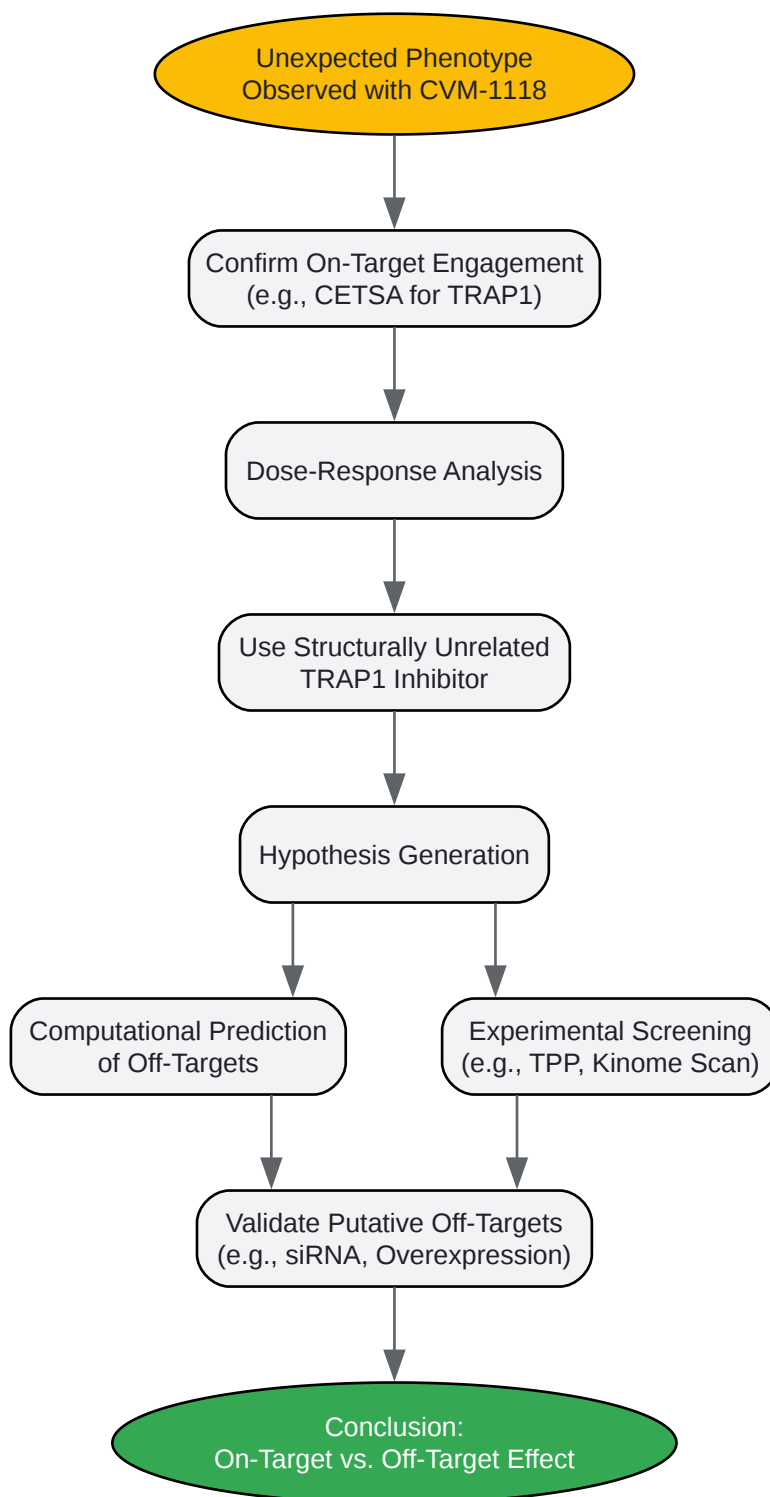 Unexpected Phenotype
Observed with CVM-1118
Confirm On-Target Engagement
(e.g., CETSA for TRAP1)
Dose-Response Analysis
Use Structurally Unrelated
TRAP1 Inhibitor
Hypothesis Generation
Computational Prediction
of Off-Targets
Experimental Screening
(e.g., TPP, Kinome Scan)
Validate Putative Off-Targets
(e.g., siRNA, Overexpression)
Conclusion:
On-Target vs. Off-Target Effect